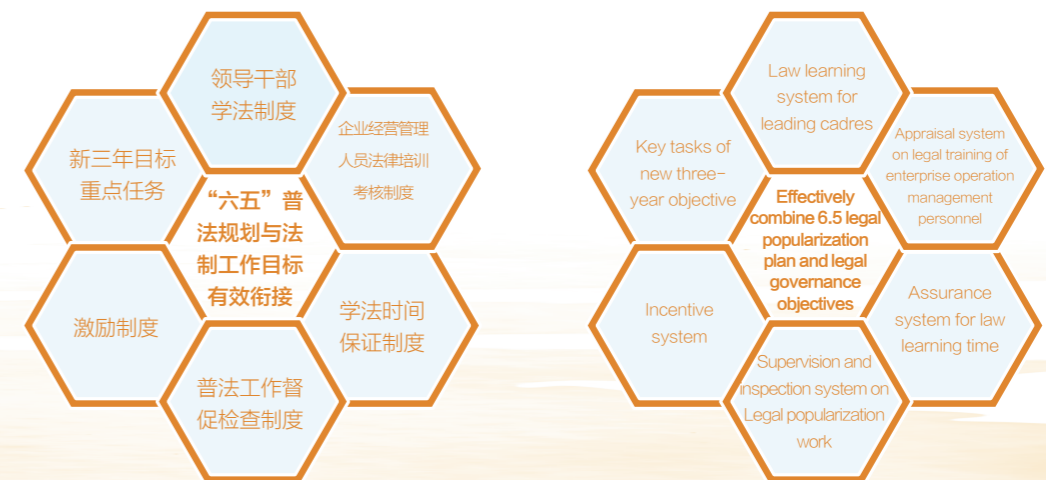 领导干部
学法制度
企业经营管理
人员法律培训
考核制度
新三年目标
重点任务
“六五”普
法规划与法
制工作目标
有效衔接
激励制度
学法时间
保证制度
普法工作督
促检查制度
Law learning
system for
leading cadres
Appraisal system
on legal training of
enterprise operation
management
personnel
Key tasks of
new three-
year objective
Effectively
combine 6.5 legal
popularization
plan and legal
governance
objectives
Incentive
system
Assurance
system for law
learning time
Supervision and
inspection system on
Legal popularization
work